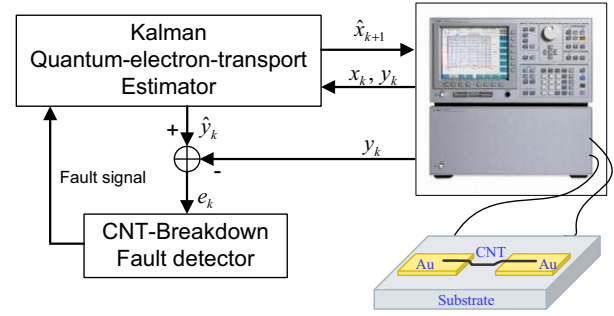 Kalman
Quantum-electron-transport
Estimator
x̂ₖ₊₁
xₖ, yₖ
+
ŷₖ
-
yₖ
Fault signal
eₖ
CNT-Breakdown
Fault detector
CNT
Au
Au
Substrate